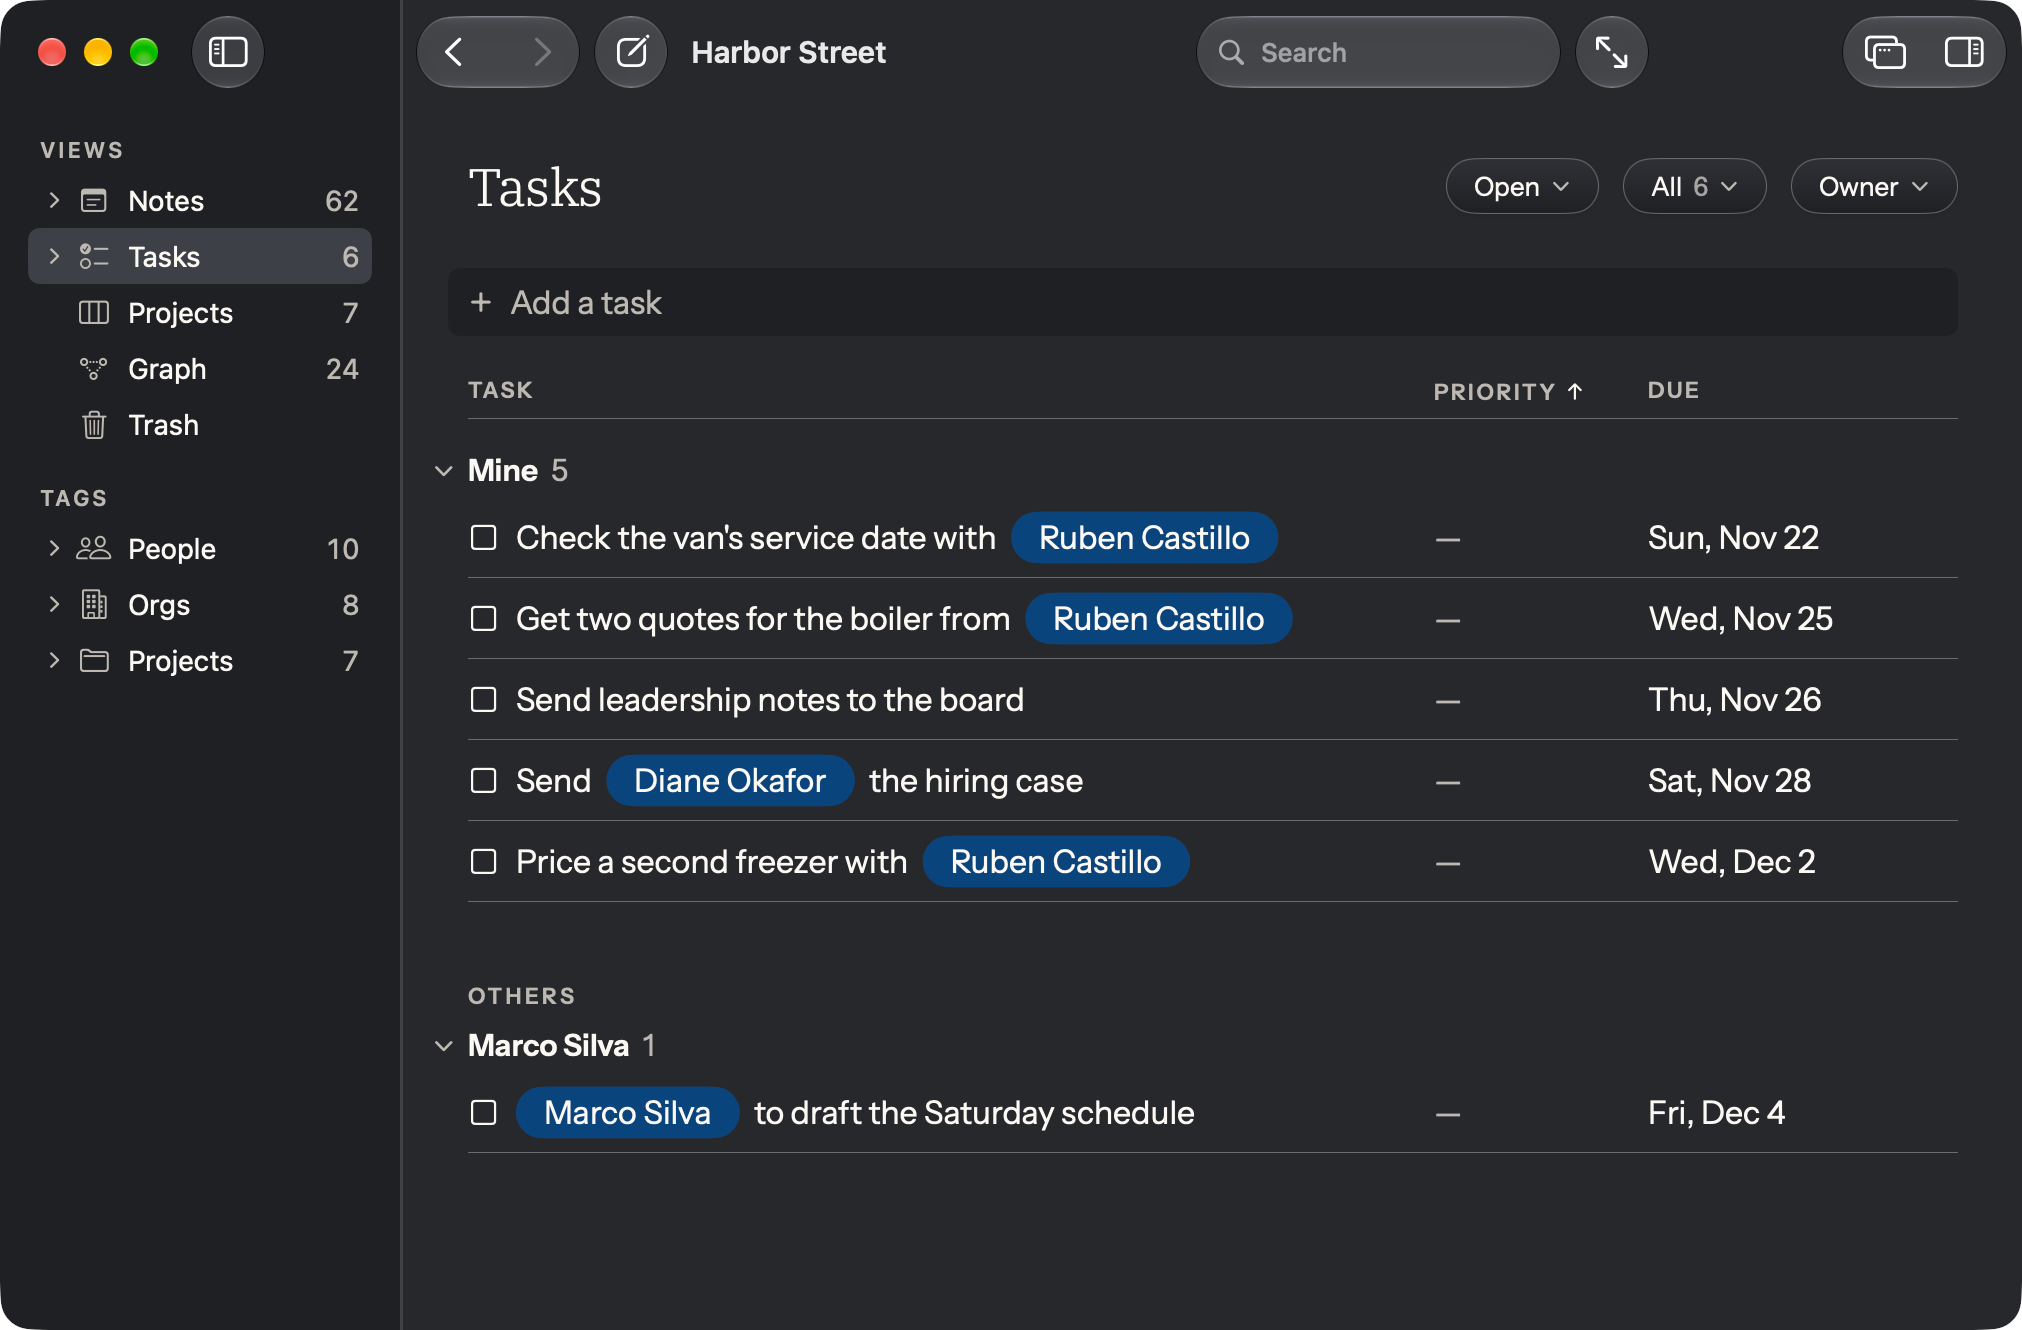 Harbor Street
Search
VIEWS
Notes 62
Tasks 6
Projects 7
Graph 24
Trash
TAGS
People 10
Orgs 8
Projects 7
Tasks
Open
All 6
Owner
+ Add a task
TASK PRIORITY ↑ DUE
Mine 5
Check the van's service date with Ruben Castillo — Sun, Nov 22
Get two quotes for the boiler from Ruben Castillo — Wed, Nov 25
Send leadership notes to the board — Thu, Nov 26
Send Diane Okafor the hiring case — Sat, Nov 28
Price a second freezer with Ruben Castillo — Wed, Dec 2
OTHERS
Marco Silva 1
Marco Silva to draft the Saturday schedule — Fri, Dec 4